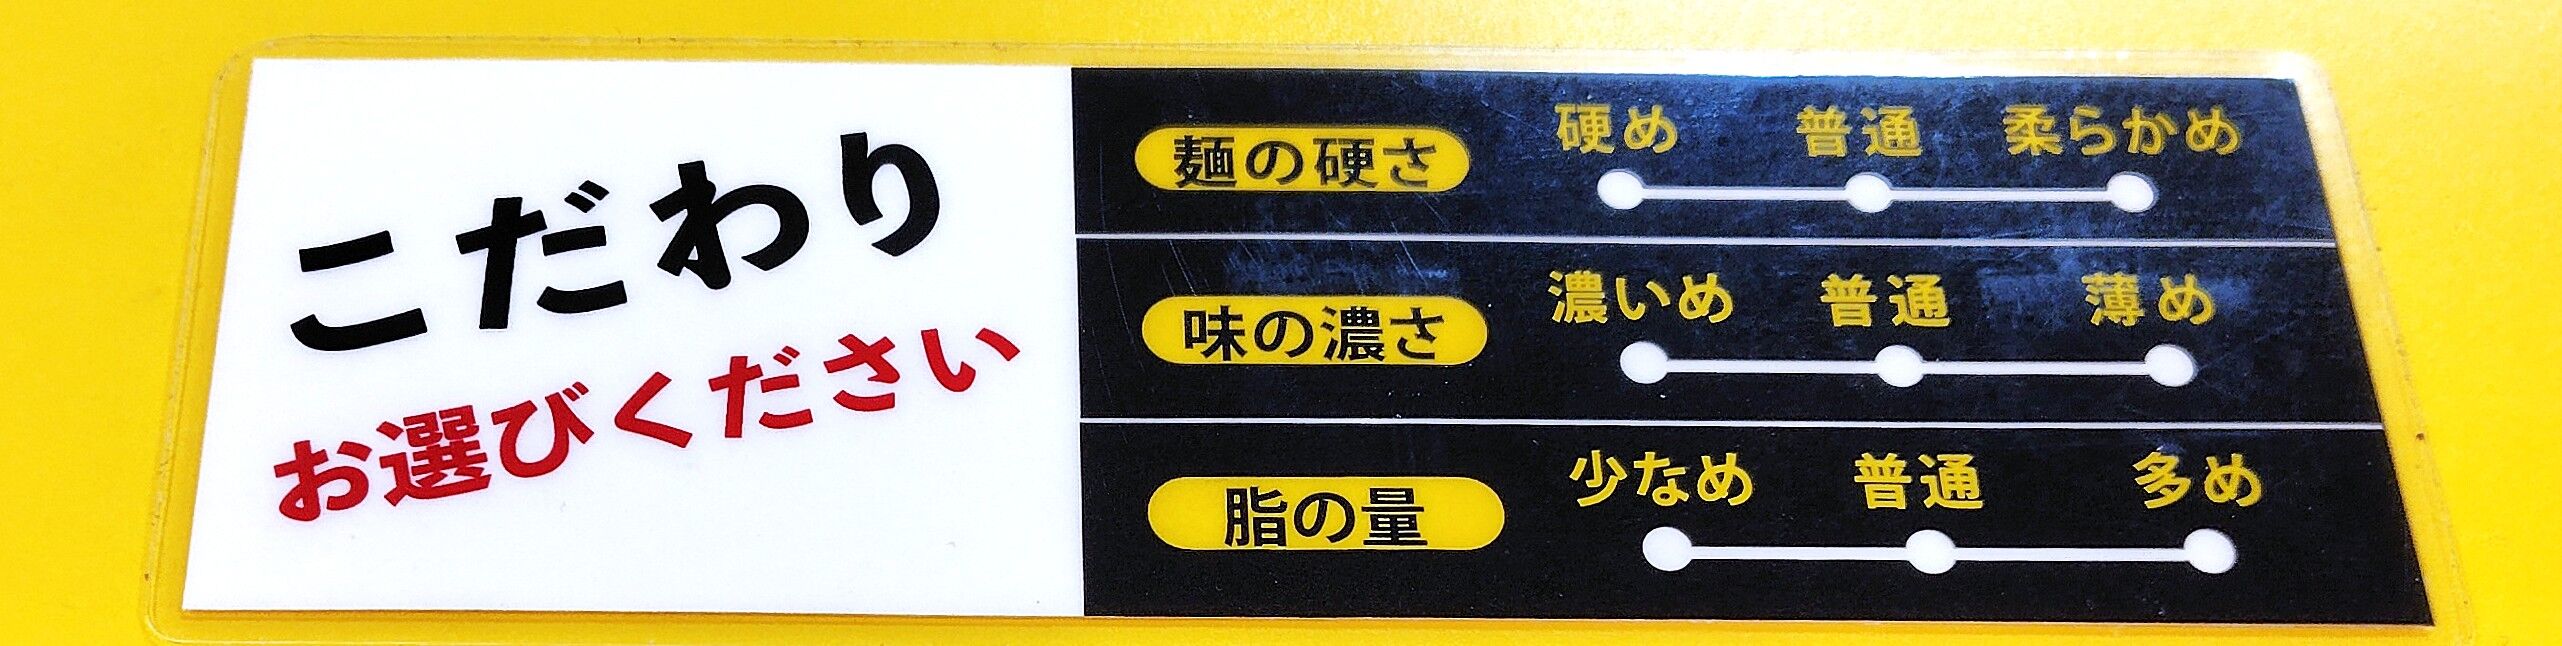 こだわり
お選びください
麺の硬さ 硬め 普通 柔らかめ
味の濃さ 濃いめ 普通 薄め
脂の量 少なめ 普通 多め